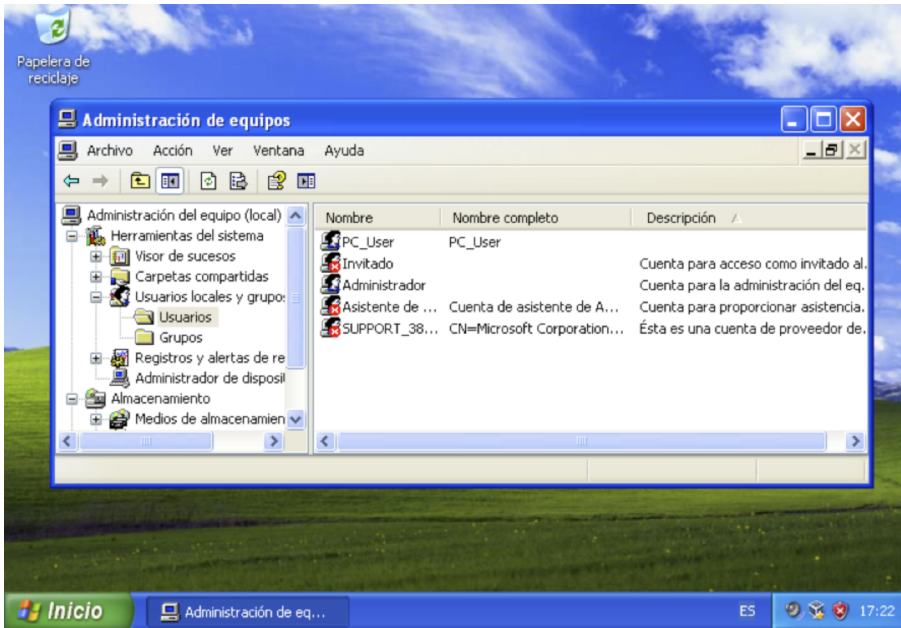 Papelera de
reciclaje
Administración de equipos
Archivo Acción Ver Ventana Ayuda
Administración del equipo (local)
Herramientas del sistema
Visor de sucesos
Carpetas compartidas
Usuarios locales y grupo:
Usuarios
Grupos
Registros y alertas de re
Administrador de disposi
Almacenamiento
Medios de almacenamien
Nombre Nombre completo Descripción
PC_User PC_User
Invitado Cuenta para acceso como invitado al.
Administrador Cuenta para la administración del eq.
Asistente de ... Cuenta de asistente de A... Cuenta para proporcionar asistencia.
SUPPORT_38... CN=Microsoft Corporation... Ésta es una cuenta de proveedor de.
Inicio Administración de eq... ES 17:22